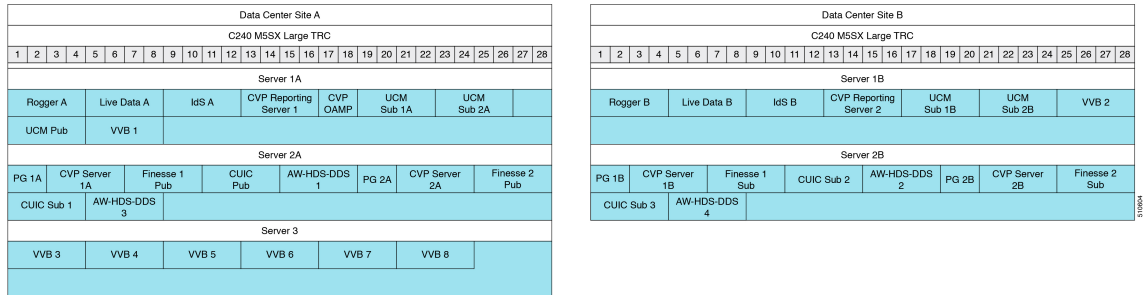 Data Center Site A
C240 M5SX Large TRC
1 2 3 4 5 6 7 8 9 10 11 12 13 14 15 16 17 18 19 20 21 22 23 24 25 26 27 28
Server 1A
Rogger A Live Data A IdS A CVP Reporting Server 1 CVP OAMP UCM Sub 1A UCM Sub 2A
UCM Pub VVB 1
Server 2A
PG 1A CVP Server 1A Finesse 1 Pub CUIC Pub AW-HDS-DDS 1 PG 2A CVP Server 2A Finesse 2 Pub
CUIC Sub 1 AW-HDS-DDS 3
Server 3
VVB 3 VVB 4 VVB 5 VVB 6 VVB 7 VVB 8
Data Center Site B
C240 M5SX Large TRC
1 2 3 4 5 6 7 8 9 10 11 12 13 14 15 16 17 18 19 20 21 22 23 24 25 26 27 28
Server 1B
Rogger B Live Data B IdS B CVP Reporting Server 2 UCM Sub 1B UCM Sub 2B VVB 2
Server 2B
PG 1B CVP Server 1B Finesse 1 Sub CUIC Sub 2 AW-HDS-DDS 2 PG 2B CVP Server 2B Finesse 2 Sub
CUIC Sub 3 AW-HDS-DDS 4
510604